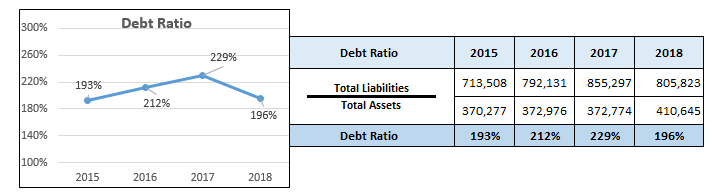 Debt Ratio
300%
260%
220%
180%
140%
100%
193%
212%
229%
196%
2015 2016 2017 2018
Debt Ratio 2015 2016 2017 2018
Total Liabilities 713,508 792,131 855,297 805,823
Total Assets 370,277 372,976 372,774 410,645
Debt Ratio 193% 212% 229% 196%